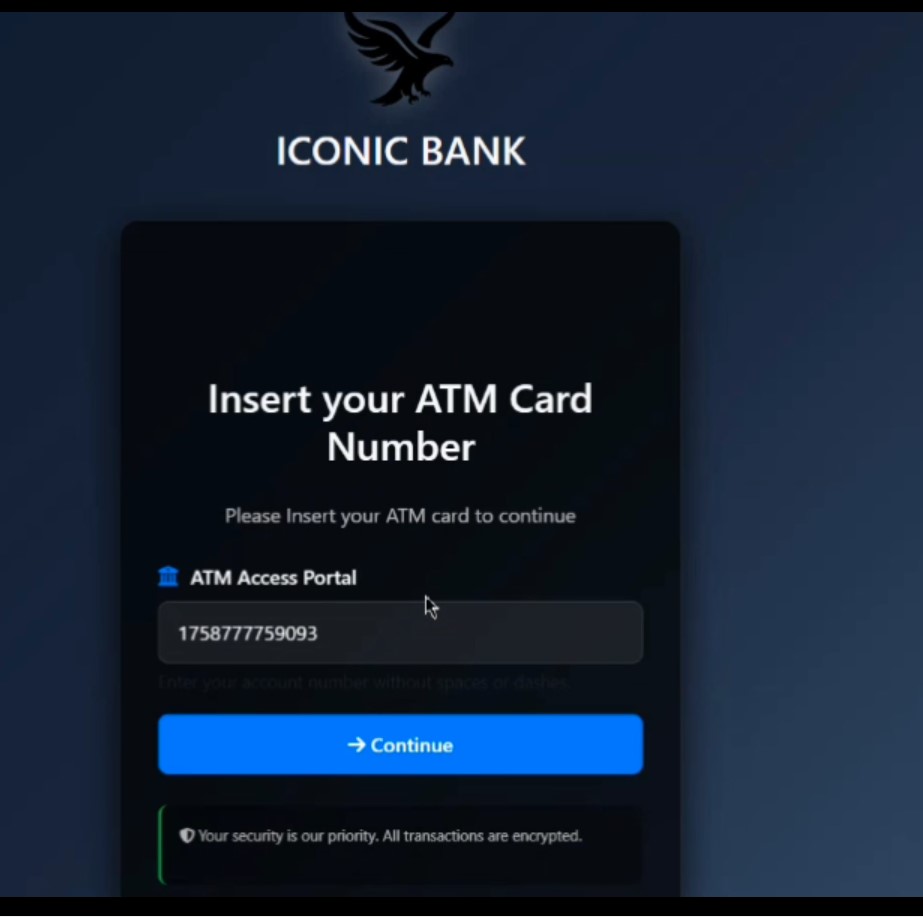 ICONIC BANK
Insert your ATM Card
Number
Please Insert your ATM card to continue
ATM Access Portal
1758777759093
Enter your account number without spaces or dashes
Continue
Your security is our priority. All transactions are encrypted.